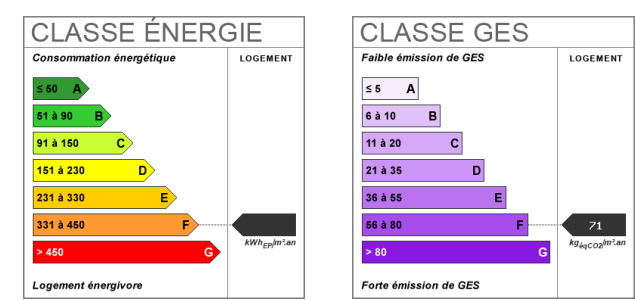 CLASSE ÉNERGIE
Consommation énergétique
LOGEMENT
≤ 50 A
51 à 90 B
91 à 150 C
151 à 230 D
231 à 330 E
331 à 450 F
kWhEP/m².an
> 450 G
Logement énergivore
CLASSE GES
Faible émission de GES
LOGEMENT
≤ 5 A
6 à 10 B
11 à 20 C
21 à 35 D
36 à 55 E
56 à 80 F
71
kgéqCO2/m².an
> 80 G
Forte émission de GES